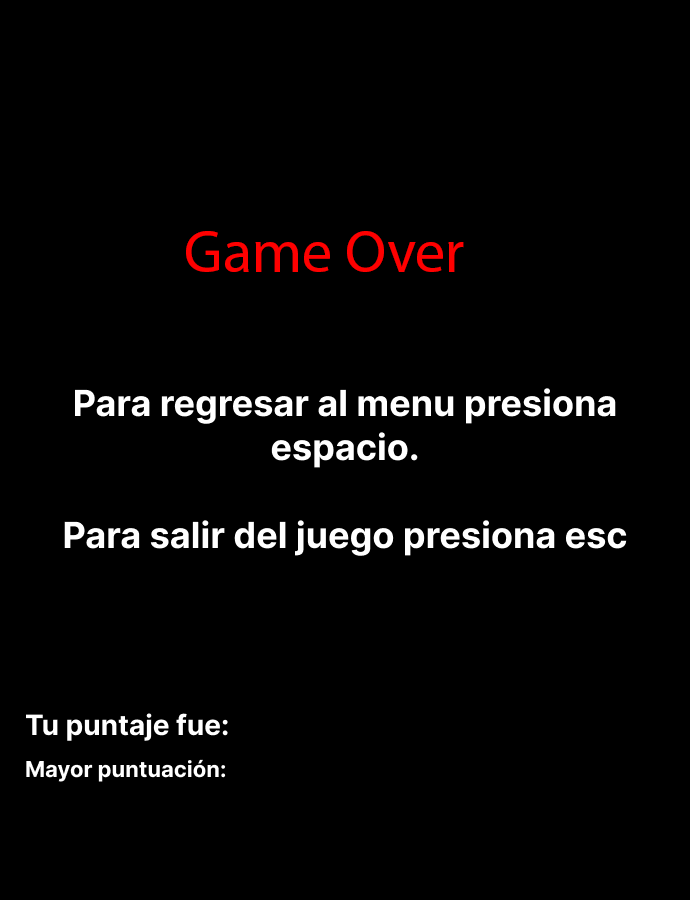 Game Over
Para regresar al menu presiona
espacio.
Para salir del juego presiona esc
Tu puntaje fue:
Mayor puntuación: